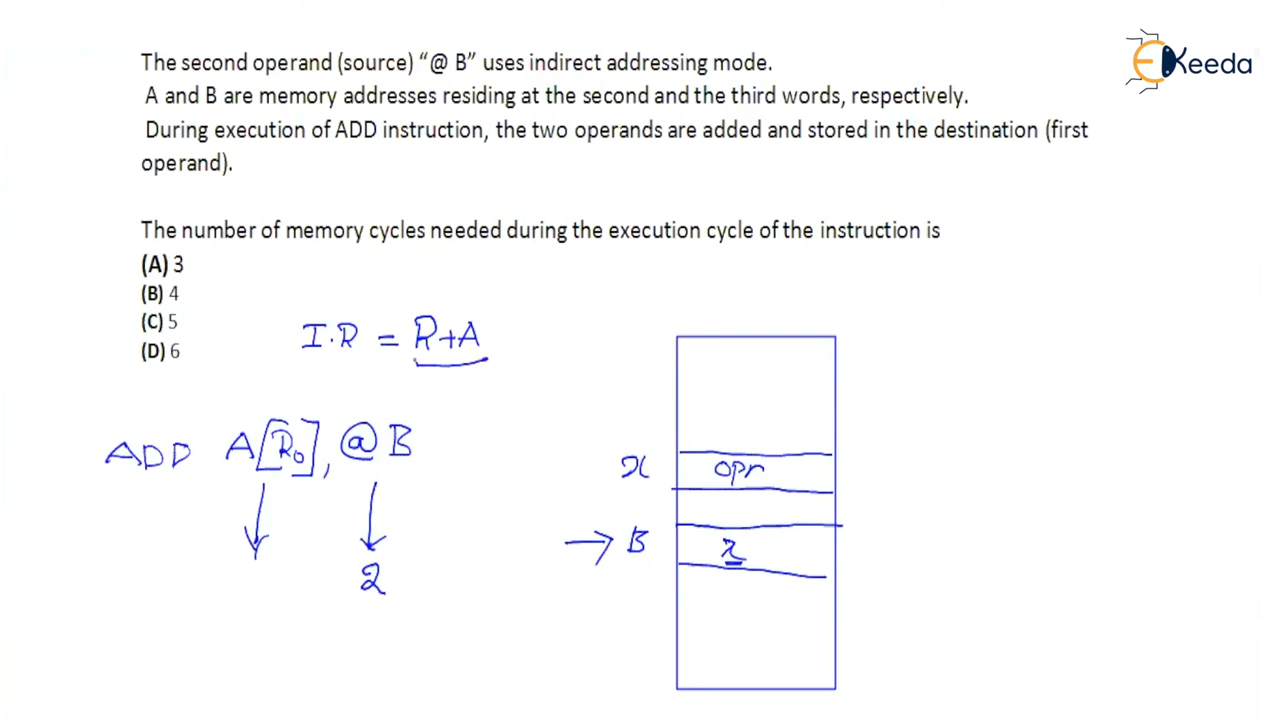 The second operand (source) “@ B” uses indirect addressing mode.
A and B are memory addresses residing at the second and the third words, respectively.
During execution of ADD instruction, the two operands are added and stored in the destination (first
operand).
The number of memory cycles needed during the execution cycle of the instruction is
(A) 3
(B) 4
(C) 5
(D) 6
I.R = R+A
ADD A[R0], @B
2
x opr
B x
EKeeda